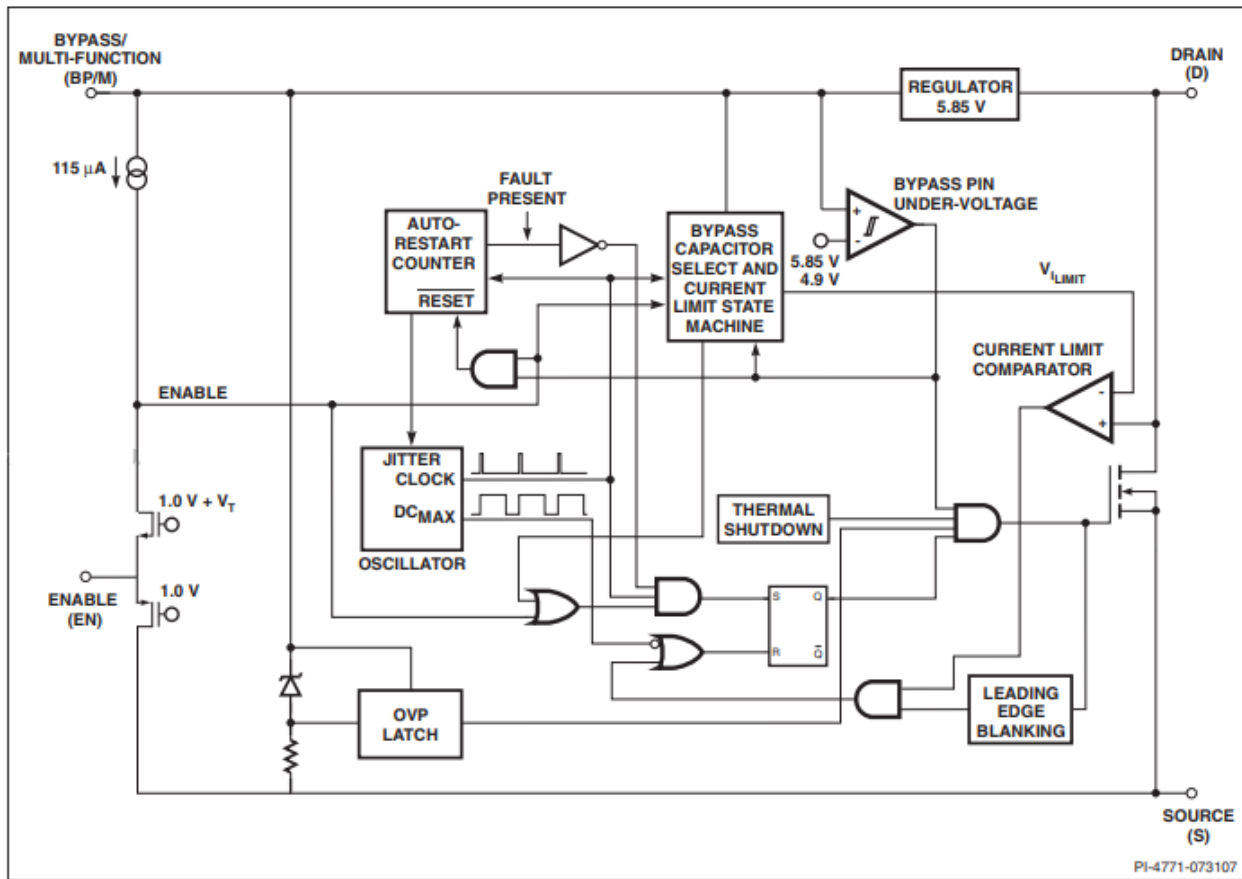 BYPASS/
MULTI-FUNCTION
(BP/M)
DRAIN
(D)
REGULATOR
5.85 V
115 μA
FAULT
PRESENT
AUTO-
RESTART
COUNTER
RESET
BYPASS
CAPACITOR
SELECT AND
CURRENT
LIMIT STATE
MACHINE
BYPASS PIN
UNDER-VOLTAGE
+
-
5.85 V
4.9 V
VILIMIT
CURRENT LIMIT
COMPARATOR
-
+
ENABLE
JITTER
CLOCK
DCMAX
OSCILLATOR
1.0 V + VT
THERMAL
SHUTDOWN
ENABLE
(EN)
1.0 V
S Q
R Q
OVP
LATCH
LEADING
EDGE
BLANKING
SOURCE
(S)
PI-4771-073107